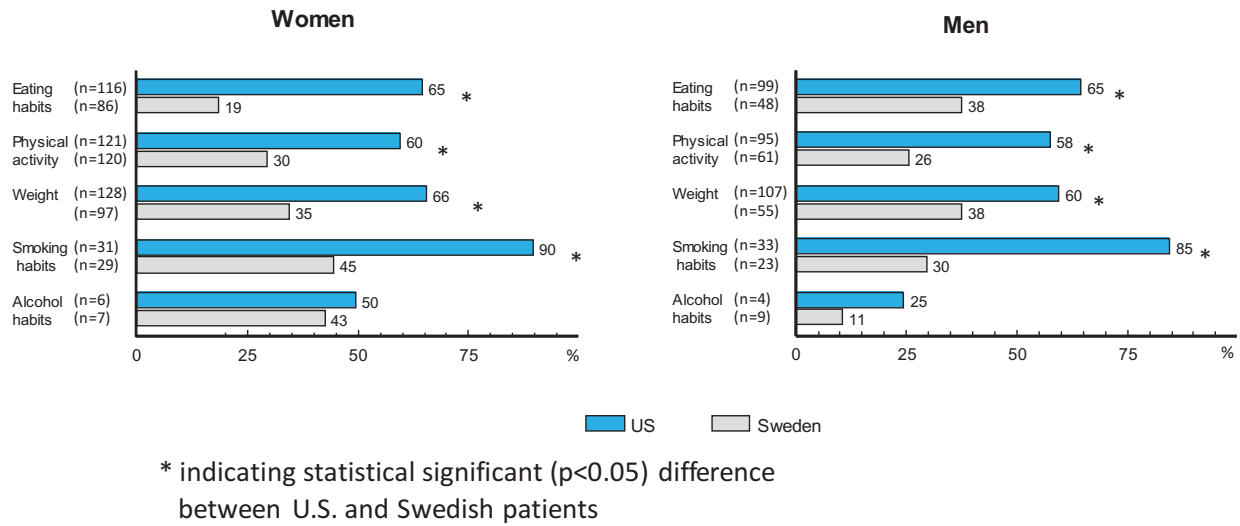 Women
Eating (n=116) 65
habits (n=86) 19 *
Physical (n=121) 60
activity (n=120) 30 *
Weight (n=128) 66
(n=97) 35 *
Smoking (n=31) 90
habits (n=29) 45 *
Alcohol (n=6) 50
habits (n=7) 43
0 25 50 75 %
Men
Eating (n=99) 65
habits (n=48) 38 *
Physical (n=95) 58
activity (n=61) 26 *
Weight (n=107) 60
(n=55) 38 *
Smoking (n=33) 85
habits (n=23) 30 *
Alcohol (n=4) 25
habits (n=9) 11
0 25 50 75 %
US Sweden
* indicating statistical significant (p<0.05) difference
between U.S. and Swedish patients